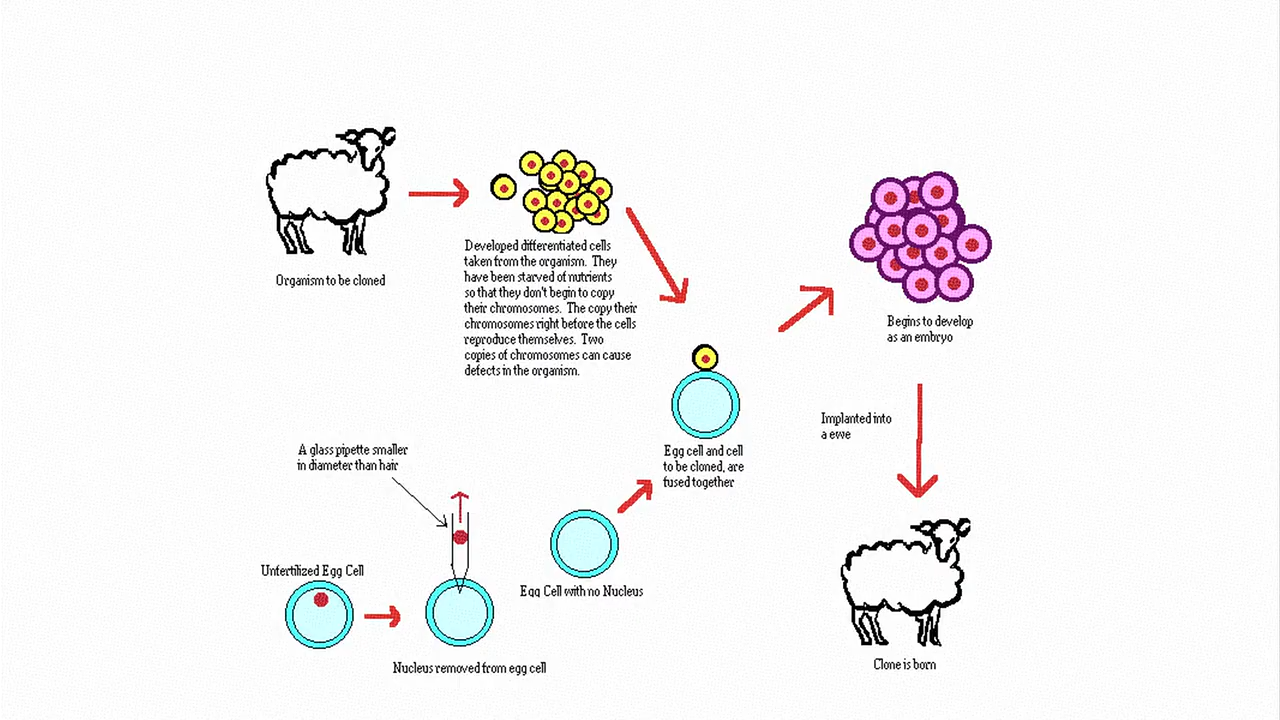 Organism to be cloned
Developed differentiated cells
taken from the organism. They
have been starved of nutrients
so that they don't begin to copy
their chromosomes. The copy their
chromosomes right before the cells
reproduce themselves. Two
copies of chromosomes can cause
defects in the organism.
Begins to develop
as an embryo
Implanted into
a ewe
Egg cell and cell
to be cloned, are
fused together
A glass pipette smaller
in diameter than hair
Unfertilized Egg Cell
Egg Cell with no Nucleus
Nucleus removed from egg cell
Clone is born